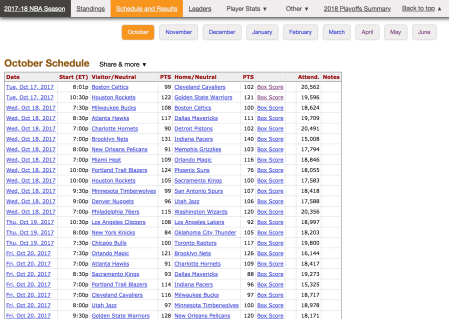 2017-18 NBA Season Standings Schedule and Results Leaders Player Stats ▼ Other ▼ 2018 Playoffs Summary Back to top ▲
October November December January February March April May June
October Schedule Share & more ▼
Date Start (ET) Visitor/Neutral PTS Home/Neutral PTS Attend. Notes
Tue, Oct 17, 2017 8:01p Boston Celtics 99 Cleveland Cavaliers 102 Box Score 20,562
Tue, Oct 17, 2017 10:30p Houston Rockets 122 Golden State Warriors 121 Box Score 19,596
Wed, Oct 18, 2017 7:30p Milwaukee Bucks 108 Boston Celtics 100 Box Score 18,624
Wed, Oct 18, 2017 8:30p Atlanta Hawks 117 Dallas Mavericks 111 Box Score 19,709
Wed, Oct 18, 2017 7:00p Charlotte Hornets 90 Detroit Pistons 102 Box Score 20,491
Wed, Oct 18, 2017 7:00p Brooklyn Nets 131 Indiana Pacers 140 Box Score 15,008
Wed, Oct 18, 2017 8:00p New Orleans Pelicans 91 Memphis Grizzlies 103 Box Score 17,794
Wed, Oct 18, 2017 7:00p Miami Heat 109 Orlando Magic 116 Box Score 18,846
Wed, Oct 18, 2017 10:00p Portland Trail Blazers 124 Phoenix Suns 76 Box Score 18,055
Wed, Oct 18, 2017 10:00p Houston Rockets 105 Sacramento Kings 100 Box Score 17,583
Wed, Oct 18, 2017 9:30p Minnesota Timberwolves 99 San Antonio Spurs 107 Box Score 18,418
Wed, Oct 18, 2017 9:00p Denver Nuggets 96 Utah Jazz 106 Box Score 17,588
Wed, Oct 18, 2017 7:00p Philadelphia 76ers 115 Washington Wizards 120 Box Score 20,356
Thu, Oct 19, 2017 10:30p Los Angeles Clippers 108 Los Angeles Lakers 92 Box Score 18,997
Thu, Oct 19, 2017 8:00p New York Knicks 84 Oklahoma City Thunder 105 Box Score 18,203
Thu, Oct 19, 2017 7:30p Chicago Bulls 100 Toronto Raptors 117 Box Score 19,800
Fri, Oct 20, 2017 7:30p Orlando Magic 121 Brooklyn Nets 126 Box Score 16,144
Fri, Oct 20, 2017 7:00p Atlanta Hawks 91 Charlotte Hornets 109 Box Score 18,417
Fri, Oct 20, 2017 8:30p Sacramento Kings 93 Dallas Mavericks 88 Box Score 19,273
Fri, Oct 20, 2017 7:00p Portland Trail Blazers 114 Indiana Pacers 96 Box Score 15,325
Fri, Oct 20, 2017 7:00p Cleveland Cavaliers 116 Milwaukee Bucks 97 Box Score 18,717
Fri, Oct 20, 2017 8:00p Utah Jazz 97 Minnesota Timberwolves 100 Box Score 18,978
Fri, Oct 20, 2017 8:00p Golden State Warriors 128 New Orleans Pelicans 120 Box Score 18,171